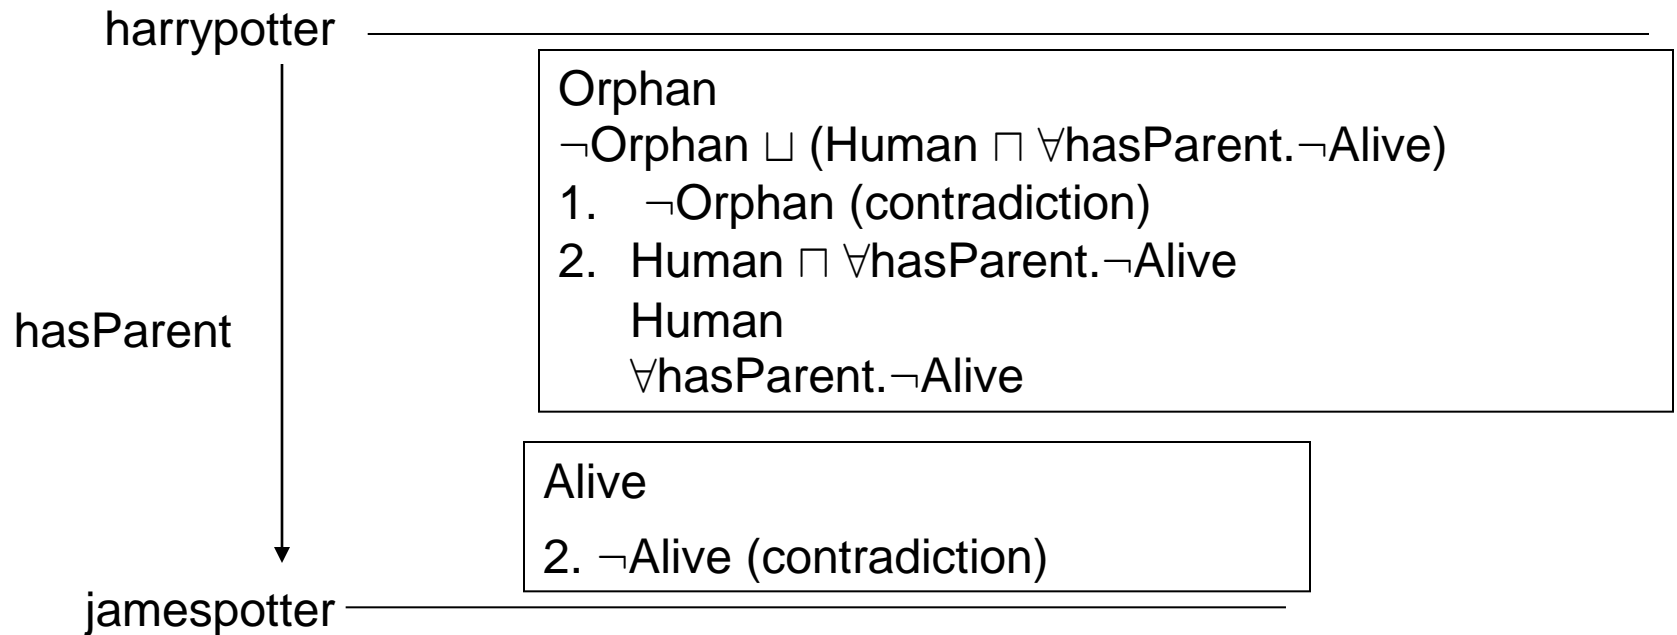 harrypotter
Orphan
¬Orphan ⊔ (Human ⊓ ∀hasParent.¬Alive)
1. ¬Orphan (contradiction)
2. Human ⊓ ∀hasParent.¬Alive
Human
∀hasParent.¬Alive
hasParent
Alive
2. ¬Alive (contradiction)
jamespotter